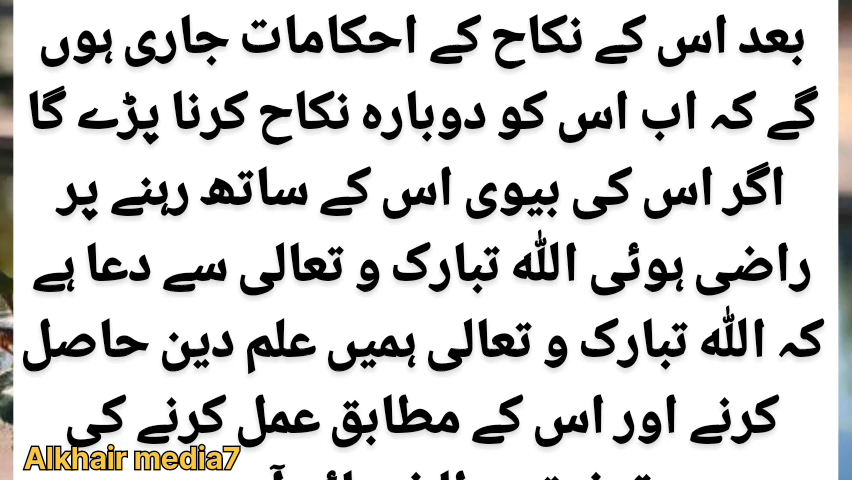 بعد اس کے نکاح کے احکامات جاری ہوں
گے کہ اب اس کو دوبارہ نکاح کرنا پڑے گا
اگر اس کی بیوی اس کے ساتھ رہنے پر
راضی ہوئی اللہ تبارک و تعالی سے دعا ہے
کہ اللہ تبارک و تعالی ہمیں علم دین حاصل
کرنے اور اس کے مطابق عمل کرنے کی
Alkhair media7